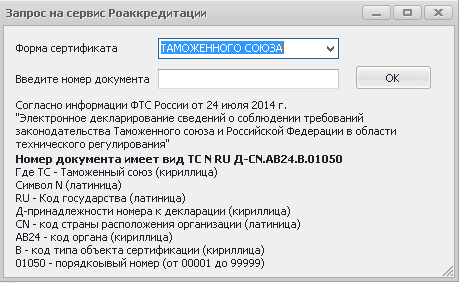 Запрос на сервис Роаккредитации
Форма сертификата ТАМОЖЕННОГО СОЮЗА
Введите номер документа OK
Согласно информации ФТС России от 24 июля 2014 г.
"Электронное декларирование сведений о соблюдении требований
законодательства Таможенного союза и Российской Федерации в области
технического регулирования"
Номер документа имеет вид ТС N RU Д-CN.АВ24.В.01050
Где ТС - Таможенный союз (кириллица)
Символ N (латиница)
RU - Код государства (латиница)
Д-принадлежности номера к декларации (кириллица)
CN - код страны расположения организации (латиница)
АВ24 - код органа (кириллица)
В - код типа объекта сертификации (кириллица)
01050 - порядкоывый номер (от 00001 до 99999)